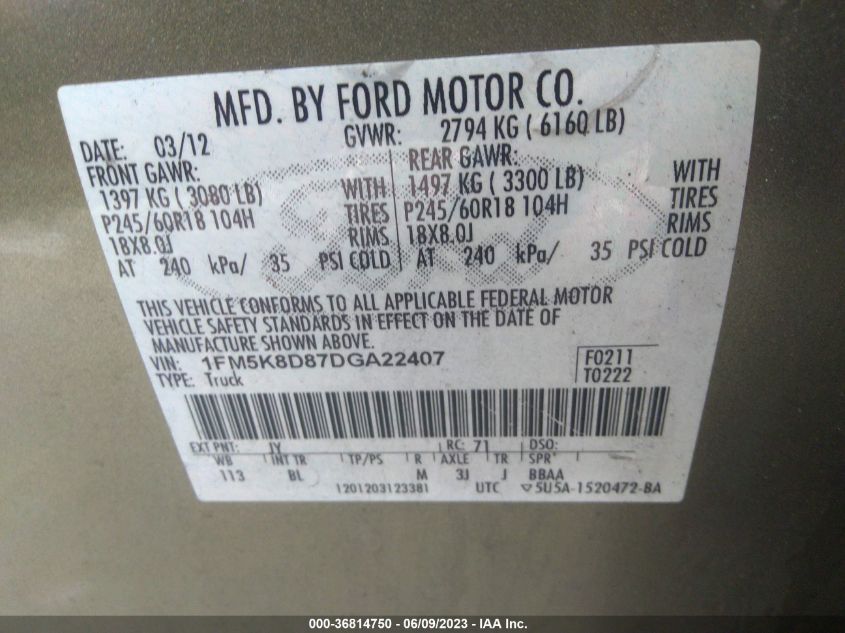 MFD. BY FORD MOTOR CO.
DATE: 03/12 GVWR: 2794 KG ( 6160 LB)
FRONT GAWR: REAR GAWR:
1397 KG ( 3080 LB) WITH 1497 KG ( 3300 LB) WITH
P245/60R18 104H TIRES P245/60R18 104H TIRES
18X8.0J RIMS 18X8.0J RIMS
AT 240 kPa/ 35 PSI COLD AT 240 kPa/ 35 PSI COLD
Ford
THIS VEHICLE CONFORMS TO ALL APPLICABLE FEDERAL MOTOR
VEHICLE SAFETY STANDARDS IN EFFECT ON THE DATE OF
MANUFACTURE SHOWN ABOVE.
VIN: 1FM5K8D87DGA22407 F0211
TYPE: Truck T0222
EXT PNT: JY RC: 71 DSO:
WB INT TR TP/PS R AXLE TR SPR
113 BL M 3J J BBAA
1201203123381 UTC ▽5U5A-1520472-BA
000-36814750 - 06/09/2023 - IAA Inc.